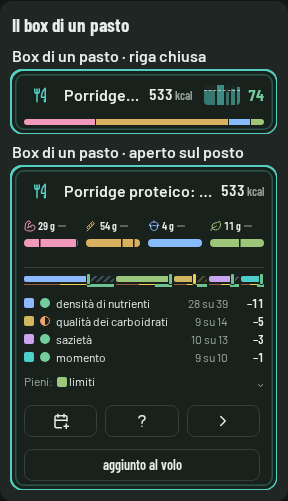 Il box di un pasto
Box di un pasto · riga chiusa
Porridge... 533 kcal 74
Box di un pasto · aperto sul posto
Porridge proteico: ... 533 kcal
29 g — 54 g — 4 g — 11 g —
densità di nutrienti 28 su 39 −11
qualità dei carboidrati 9 su 14 −5
sazietà 10 su 13 −3
momento 9 su 10 −1
Pieni: limiti
?
aggiunto al volo